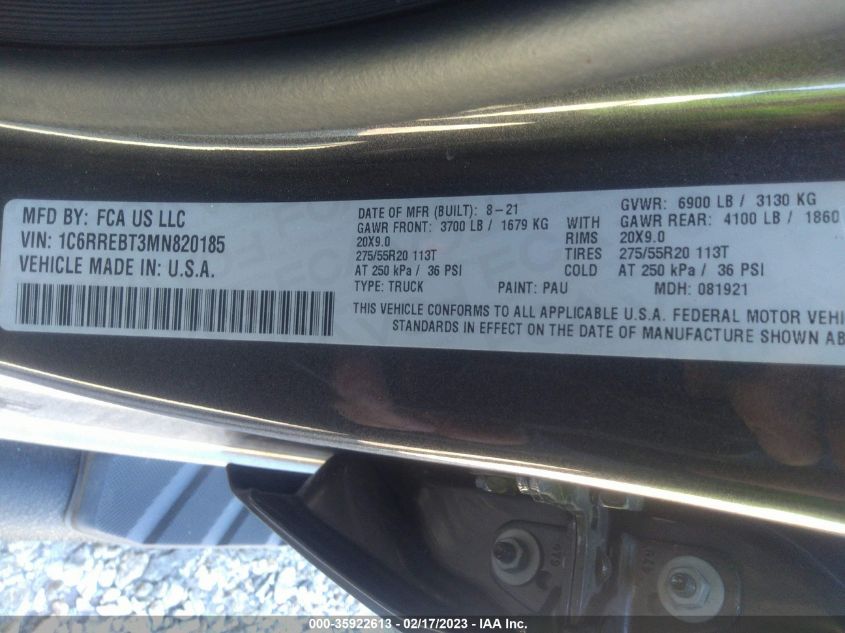 MFD BY: FCA US LLC
VIN: 1C6RREBT3MN820185
VEHICLE MADE IN U.S.A.
DATE OF MFR (BUILT): 8-21 GVWR: 6900 LB / 3130 KG
GAWR FRONT: 3700 LB / 1679 KG WITH GAWR REAR: 4100 LB / 1860
20X9.0 RIMS 20X9.0
275/55R20 113T TIRES 275/55R20 113T
AT 250 kPa / 36 PSI COLD AT 250 kPa / 36 PSI
TYPE: TRUCK PAINT: PAU MDH: 081921
THIS VEHICLE CONFORMS TO ALL APPLICABLE U.S.A. FEDERAL MOTOR VEHI
STANDARDS IN EFFECT ON THE DATE OF MANUFACTURE SHOWN AB
000-35922613 - 02/17/2023 - IAA Inc.